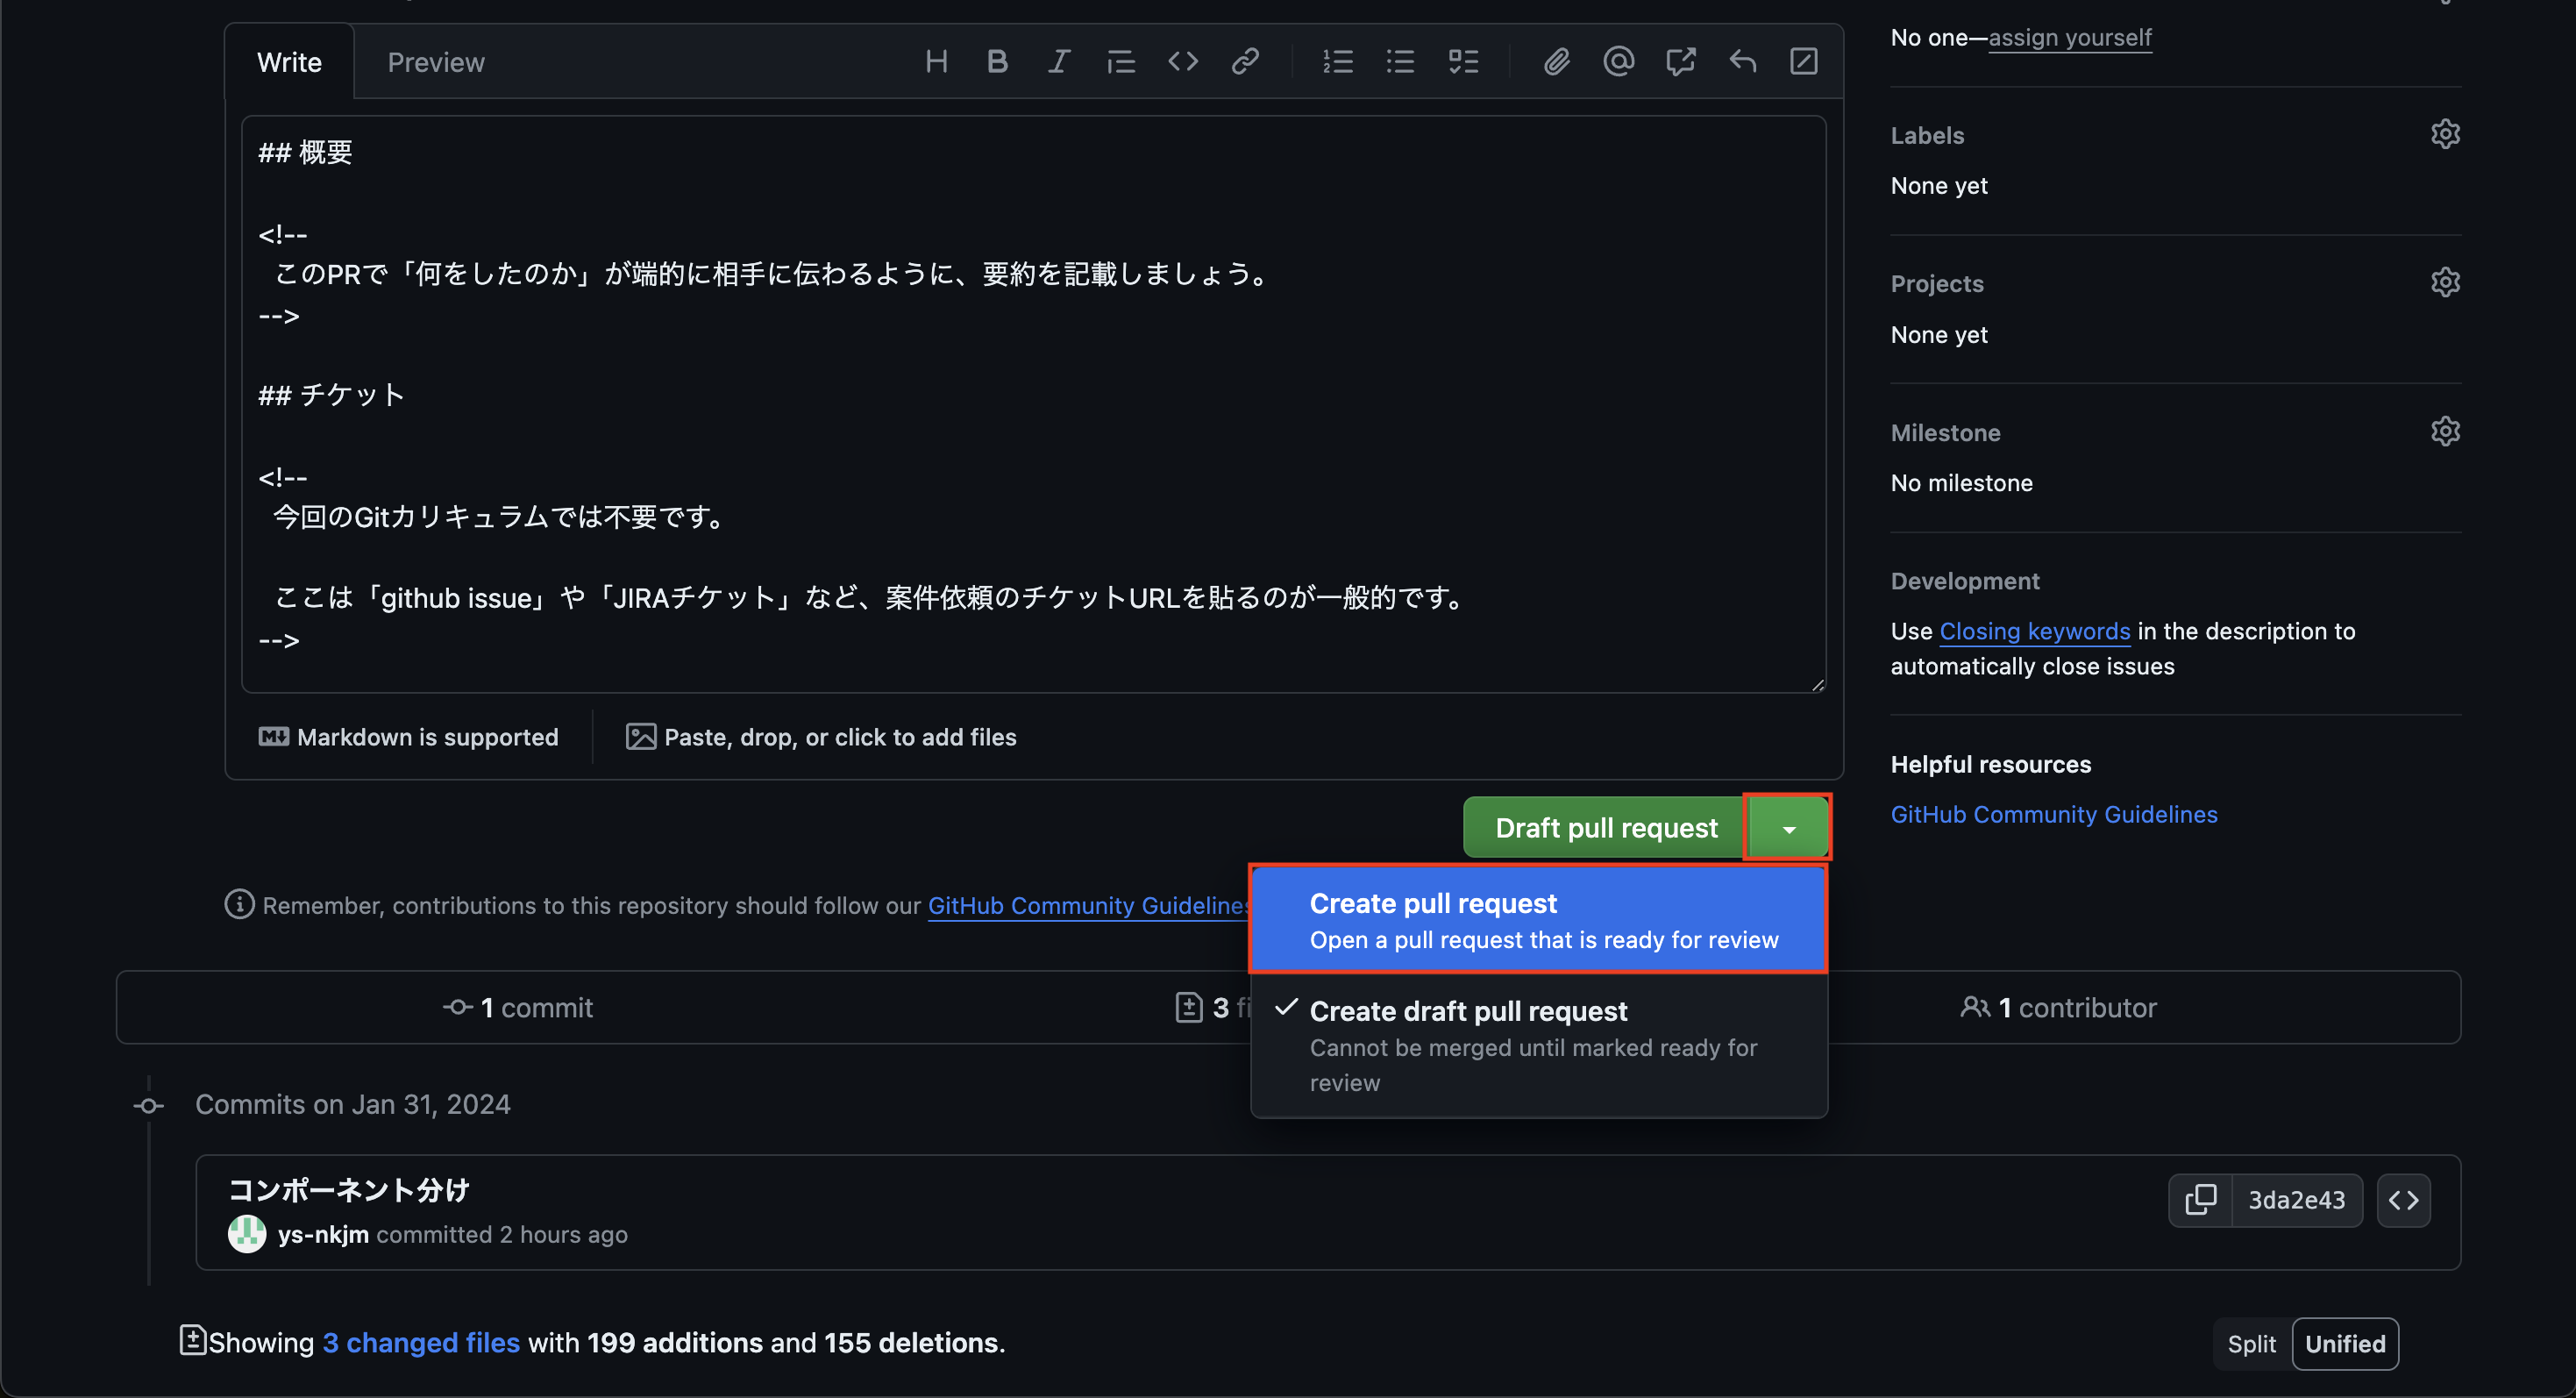 No one—assign yourself
Write
Preview
## 概要
<!--
このPRで「何をしたのか」が端的に相手に伝わるように、要約を記載しましょう。
-->
## チケット
<!--
今回のGitカリキュラムでは不要です。
ここは「github issue」や「JIRAチケット」など、案件依頼のチケットURLを貼るのが一般的です。
-->
Markdown is supported
Paste, drop, or click to add files
Labels
None yet
Projects
None yet
Milestone
No milestone
Development
Use Closing keywords in the description to
automatically close issues
Helpful resources
GitHub Community Guidelines
Draft pull request
Create pull request
Open a pull request that is ready for review
Create draft pull request
Cannot be merged until marked ready for
review
Remember, contributions to this repository should follow our GitHub Community Guidelines
1 commit
3 fi
1 contributor
Commits on Jan 31, 2024
コンポーネント分け
ys-nkjm committed 2 hours ago
3da2e43
Showing 3 changed files with 199 additions and 155 deletions.
Split
Unified